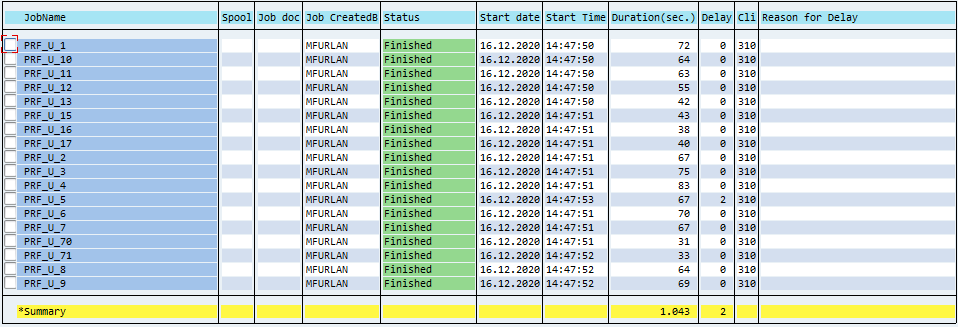 JobName Spool Job doc Job CreatedB Status Start date Start Time Duration(sec.) Delay Cli Reason for Delay
PRF_U_1 MFURLAN Finished 16.12.2020 14:47:50 72 0 310
PRF_U_10 MFURLAN Finished 16.12.2020 14:47:50 64 0 310
PRF_U_11 MFURLAN Finished 16.12.2020 14:47:50 63 0 310
PRF_U_12 MFURLAN Finished 16.12.2020 14:47:50 55 0 310
PRF_U_13 MFURLAN Finished 16.12.2020 14:47:50 42 0 310
PRF_U_15 MFURLAN Finished 16.12.2020 14:47:51 43 0 310
PRF_U_16 MFURLAN Finished 16.12.2020 14:47:51 38 0 310
PRF_U_17 MFURLAN Finished 16.12.2020 14:47:51 40 0 310
PRF_U_2 MFURLAN Finished 16.12.2020 14:47:50 67 0 310
PRF_U_3 MFURLAN Finished 16.12.2020 14:47:51 75 0 310
PRF_U_4 MFURLAN Finished 16.12.2020 14:47:51 83 0 310
PRF_U_5 MFURLAN Finished 16.12.2020 14:47:53 67 2 310
PRF_U_6 MFURLAN Finished 16.12.2020 14:47:51 70 0 310
PRF_U_7 MFURLAN Finished 16.12.2020 14:47:51 67 0 310
PRF_U_70 MFURLAN Finished 16.12.2020 14:47:51 31 0 310
PRF_U_71 MFURLAN Finished 16.12.2020 14:47:52 33 0 310
PRF_U_8 MFURLAN Finished 16.12.2020 14:47:52 64 0 310
PRF_U_9 MFURLAN Finished 16.12.2020 14:47:52 69 0 310
*Summary 1.043 2